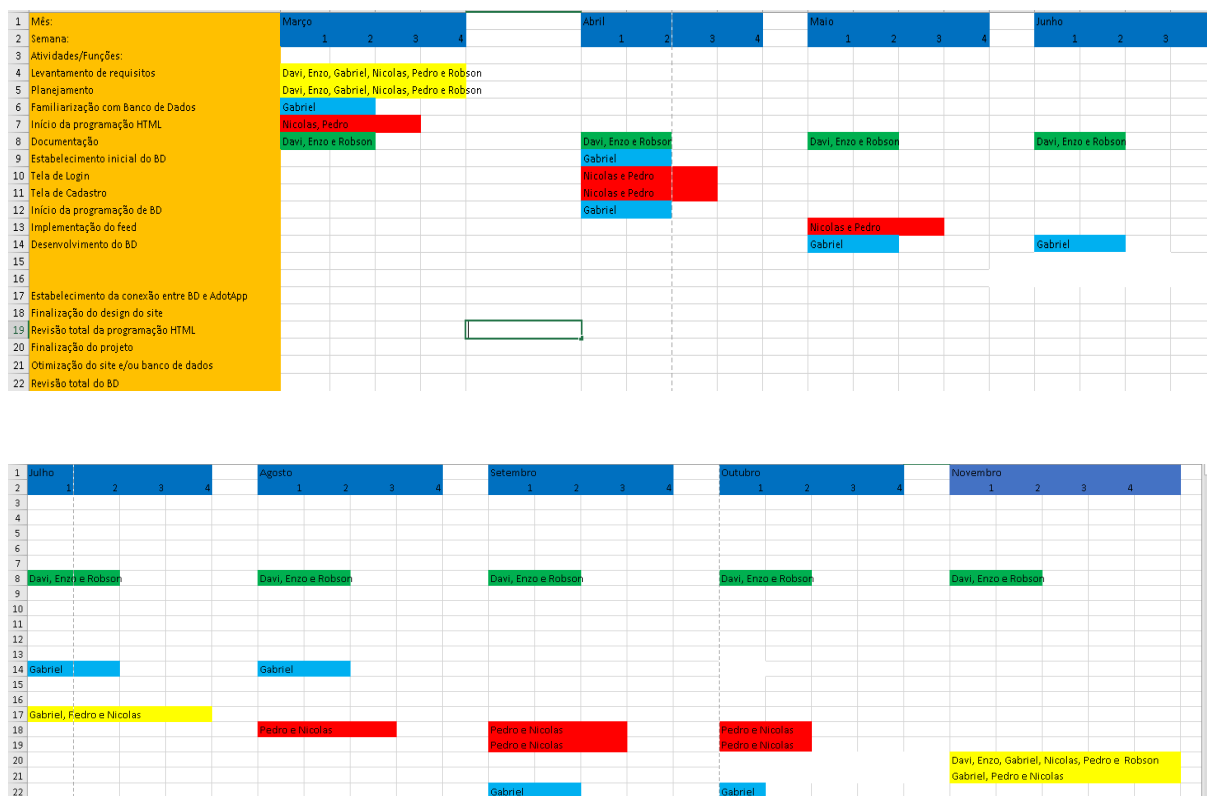 1 Mês: Março Abril Maio Junho
2 Semana: 1 2 3 4 1 2 3 4 1 2 3 4 1 2 3
3 Atividades/Funções:
4 Levantamento de requisitos Davi, Enzo, Gabriel, Nicolas, Pedro e Robson
5 Planejamento Davi, Enzo, Gabriel, Nicolas, Pedro e Robson
6 Familiarização com Banco de Dados Gabriel
7 Início da programação HTML Nicolas, Pedro
8 Documentação Davi, Enzo e Robson Davi, Enzo e Robson Davi, Enzo e Robson Davi, Enzo e Robson
9 Estabelecimento inicial do BD Gabriel
10 Tela de Login Nicolas e Pedro
11 Tela de Cadastro Nicolas e Pedro
12 Início da programação de BD Gabriel
13 Implementação do feed Nicolas e Pedro
14 Desenvolvimento do BD Gabriel Gabriel
15
16
17 Estabelecimento da conexão entre BD e AdotApp
18 Finalização do design do site
19 Revisão total da programação HTML
20 Finalização do projeto
21 Otimização do site e/ou banco de dados
22 Revisão total do BD
1 Julho Agosto Setembro Outubro Novembro
2 1 2 3 4 1 2 3 4 1 2 3 4 1 2 3 4 1 2 3 4
3
4
5
6
7
8 Davi, Enzo e Robson Davi, Enzo e Robson Davi, Enzo e Robson Davi, Enzo e Robson Davi, Enzo e Robson
9
10
11
12
13
14 Gabriel Gabriel
15
16
17 Gabriel, Pedro e Nicolas
18 Pedro e Nicolas Pedro e Nicolas Pedro e Nicolas
19 Pedro e Nicolas Pedro e Nicolas
20 Davi, Enzo, Gabriel, Nicolas, Pedro e Robson
21 Gabriel, Pedro e Nicolas
22 Gabriel Gabriel